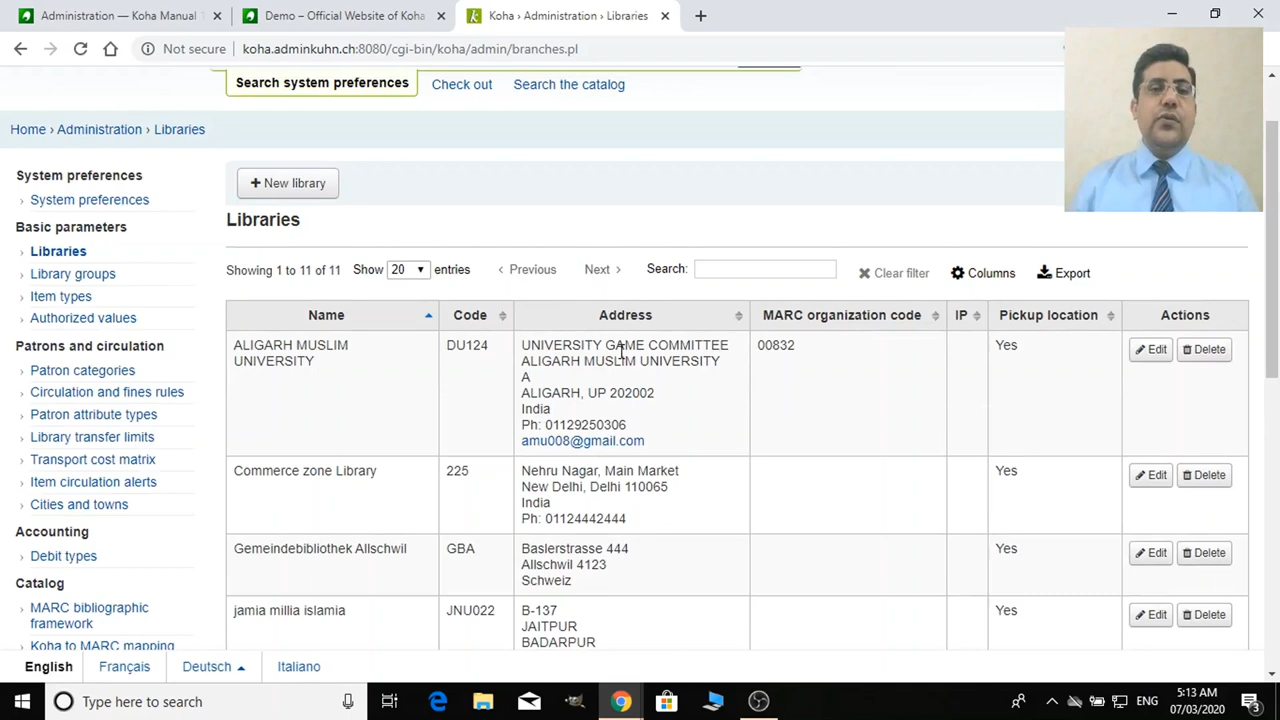 Administration — Koha Manual 1
Demo – Official Website of Koha
Koha › Administration › Libraries
Not secure
koha.adminkuhn.ch:8080/cgi-bin/koha/admin/branches.pl
Search system preferences
Check out
Search the catalog
Home › Administration › Libraries
System preferences
› System preferences
Basic parameters
› Libraries
› Library groups
› Item types
› Authorized values
Patrons and circulation
› Patron categories
› Circulation and fines rules
› Patron attribute types
› Library transfer limits
› Transport cost matrix
› Item circulation alerts
› Cities and towns
Accounting
› Debit types
Catalog
› MARC bibliographic
framework
› Koha to MARC mapping
+ New library
Libraries
Showing 1 to 11 of 11 Show 20 entries ‹ Previous Next › Search: Clear filter Columns Export
Name Code Address MARC organization code IP Pickup location Actions
ALIGARH MUSLIM
UNIVERSITY
DU124
UNIVERSITY GAME COMMITTEE
ALIGARH MUSLIM UNIVERSITY
A
ALIGARH, UP 202002
India
Ph: 01129250306
amu008@gmail.com
00832
Yes
Edit Delete
Commerce zone Library
225
Nehru Nagar, Main Market
New Delhi, Delhi 110065
India
Ph: 01124442444
Yes
Edit Delete
Gemeindebibliothek Allschwil
GBA
Baslerstrasse 444
Allschwil 4123
Schweiz
Yes
Edit Delete
jamia millia islamia
JNU022
B-137
JAITPUR
BADARPUR
Yes
Edit Delete
English Français Deutsch Italiano
Type here to search
ENG
5:13 AM
07/03/2020
3